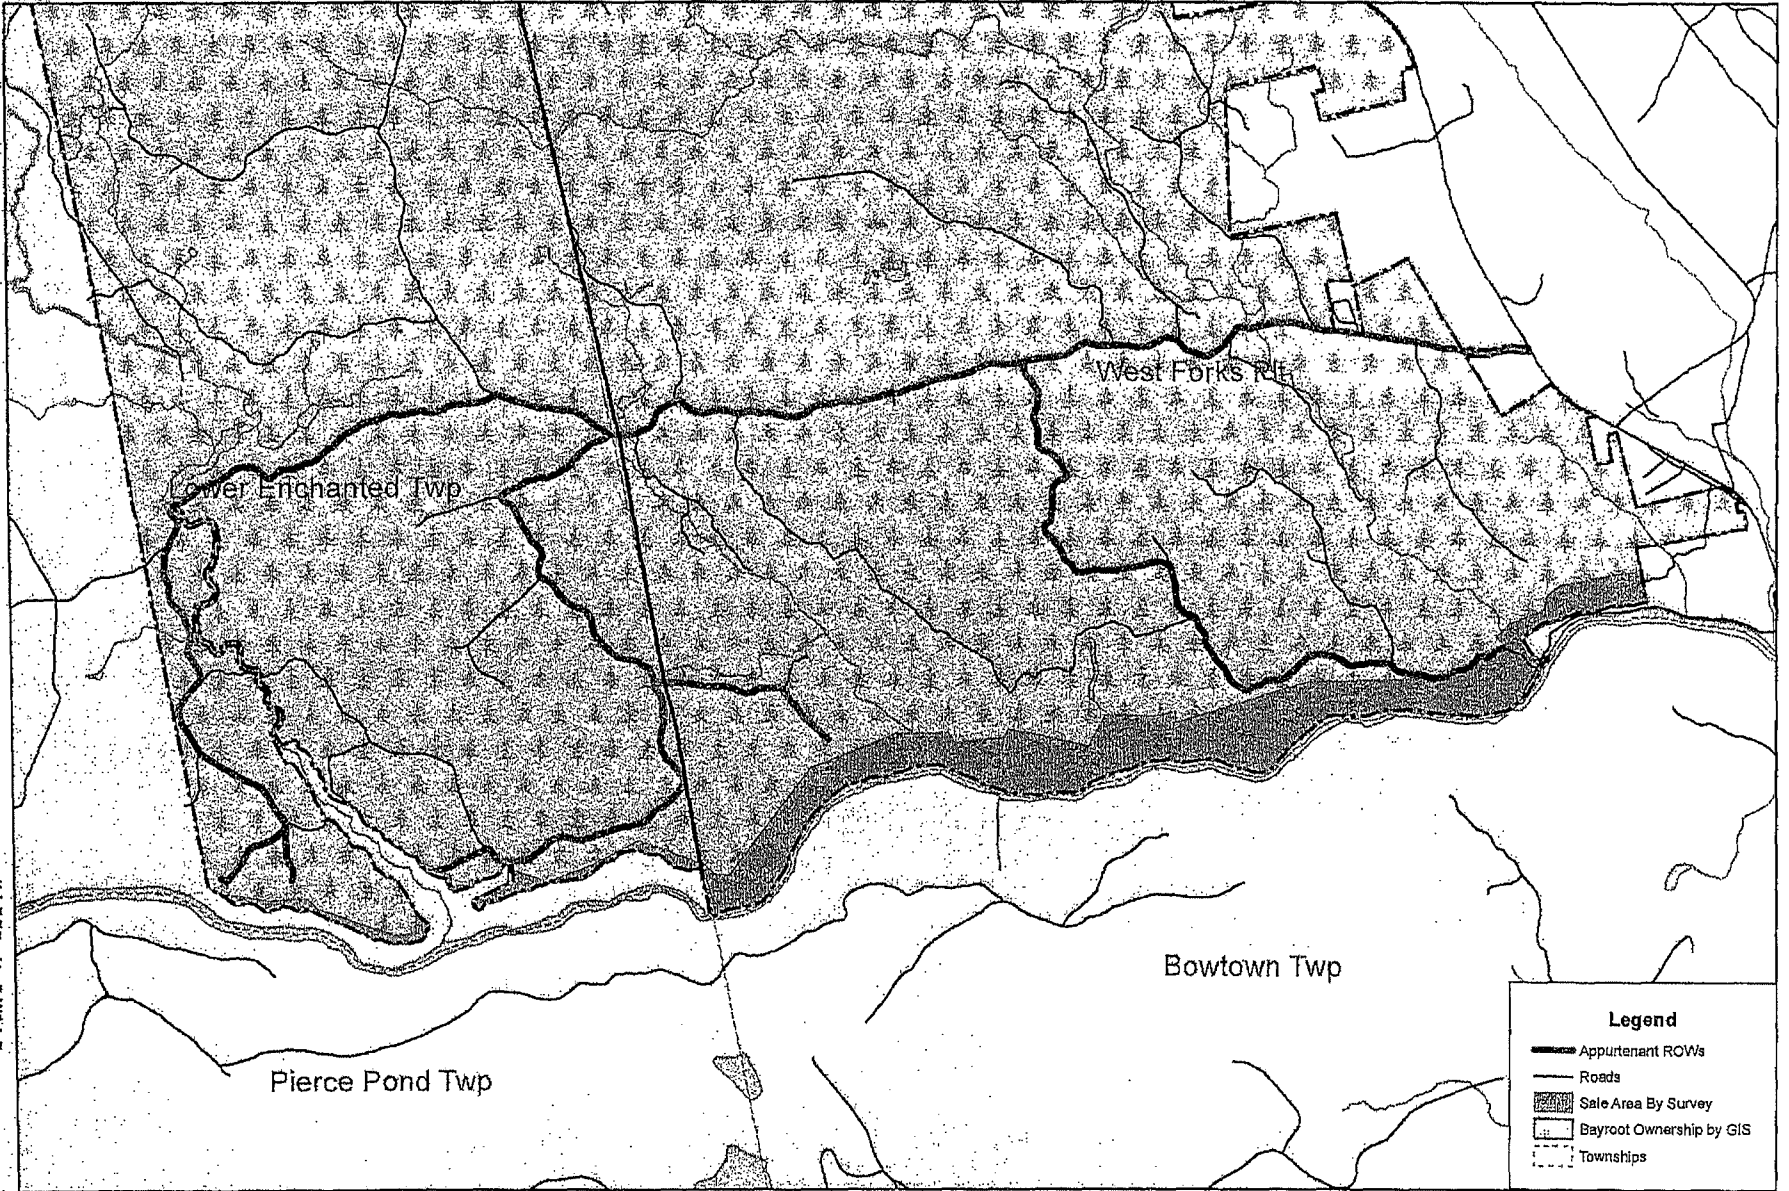 West Forks Plt.
Lower Enchanted Twp
Bowtown Twp
Pierce Pond Twp
Legend
Appurtenant ROWs
Roads
Sale Area By Survey
Bayroot Ownership by GIS
Townships